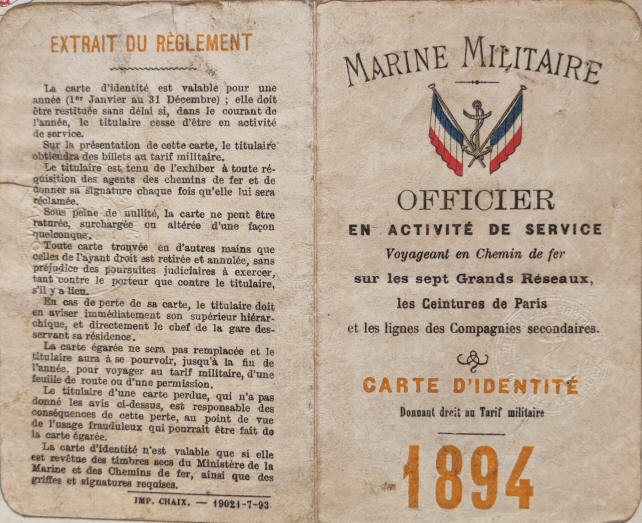 EXTRAIT DU RÈGLEMENT
La carte d'identité est valable pour une
année (1er Janvier au 31 Décembre) ; elle doit
être restituée sans délai si, dans le courant de
l'année, le titulaire cesse d'être en activité
de service.
Sur la présentation de cette carte, le titulaire
obtiendra des billets au tarif militaire.
Le titulaire est tenu de l'exhiber à toute ré-
quisition des agents des chemins de fer et de
donner sa signature chaque fois qu'elle lui sera
réclamée.
Sous peine de nullité, la carte ne peut être
raturée, surchargée ou altérée d'une façon
quelconque.
Toute carte trouvée en d'autres mains que
celles de l'ayant droit est retirée et annulée, sans
préjudice des poursuites judiciaires à exercer,
tant contre le porteur que contre le titulaire,
s'il y a lieu.
En cas de perte de sa carte, le titulaire doit
en aviser immédiatement son supérieur hiérar-
chique, et directement le chef de la gare des-
servant sa résidence.
La carte égarée ne sera pas remplacée et le
titulaire aura à se pourvoir, jusqu'à la fin de
l'année, pour voyager au tarif militaire, d'une
feuille de route ou d'une permission.
Le titulaire d'une carte perdue, qui n'a pas
donné les avis ci-dessus, est responsable des
conséquences de cette perte, au point de vue
de l'usage frauduleux qui pourrait être fait de
la carte égarée.
La carte d'identité n'est valable que si elle
est revêtue des timbres secs du Ministère de la
Marine et des Chemins de fer, ainsi que des
griffes et signatures requises.
IMP. CHAIX. — 19021-7-93
MARINE MILITAIRE
OFFICIER
EN ACTIVITÉ DE SERVICE
Voyageant en Chemin de fer
sur les sept Grands Réseaux,
les Ceintures de Paris
et les lignes des Compagnies secondaires.
CARTE D'IDENTITÉ
Donnant droit au Tarif militaire
1894